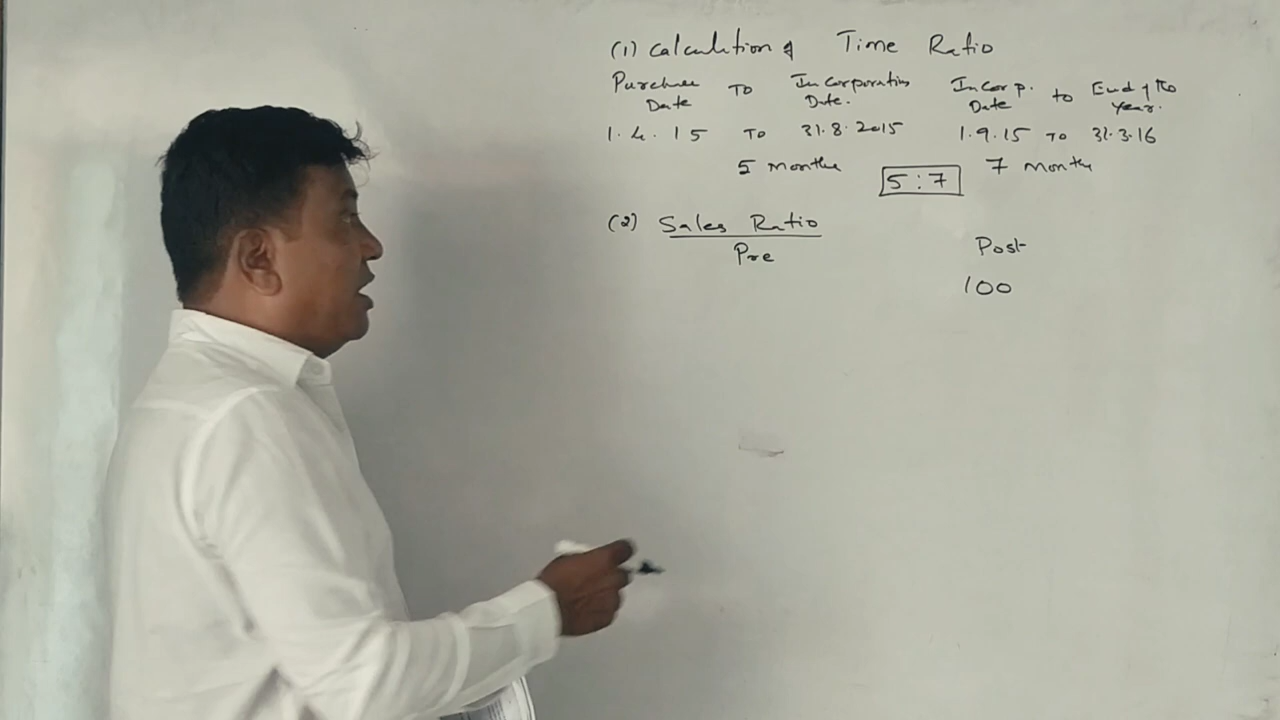 (1) Calculation of Time Ratio
Purchase Date TO Incorporation Date. Incorp. Date to End of the Year.
1.4.15 TO 31.8.2015 1.9.15 TO 31.3.16
5 months 5:7 7 months
(2) Sales Ratio
Pre Post
100